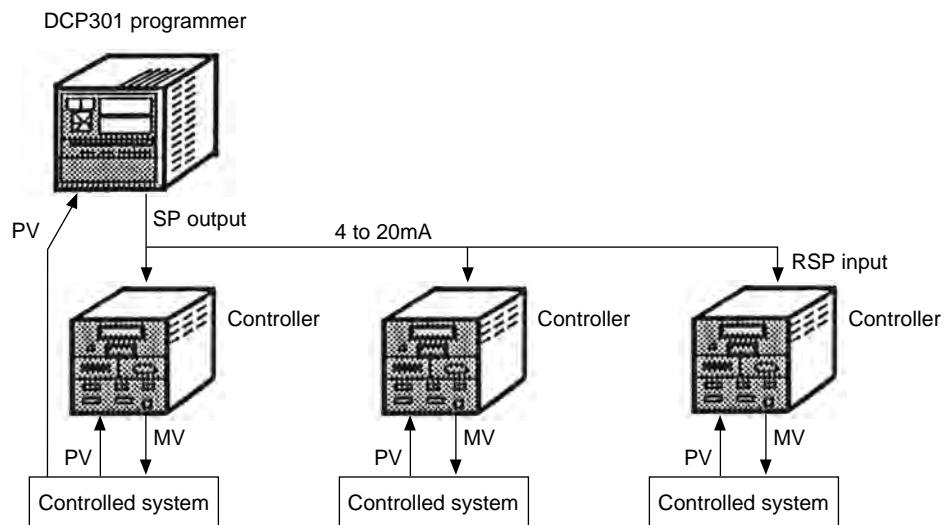 DCP301 programmer
PV
SP output
4 to 20mA
RSP input
Controller
Controller
Controller
PV
MV
PV
MV
PV
MV
Controlled system
Controlled system
Controlled system